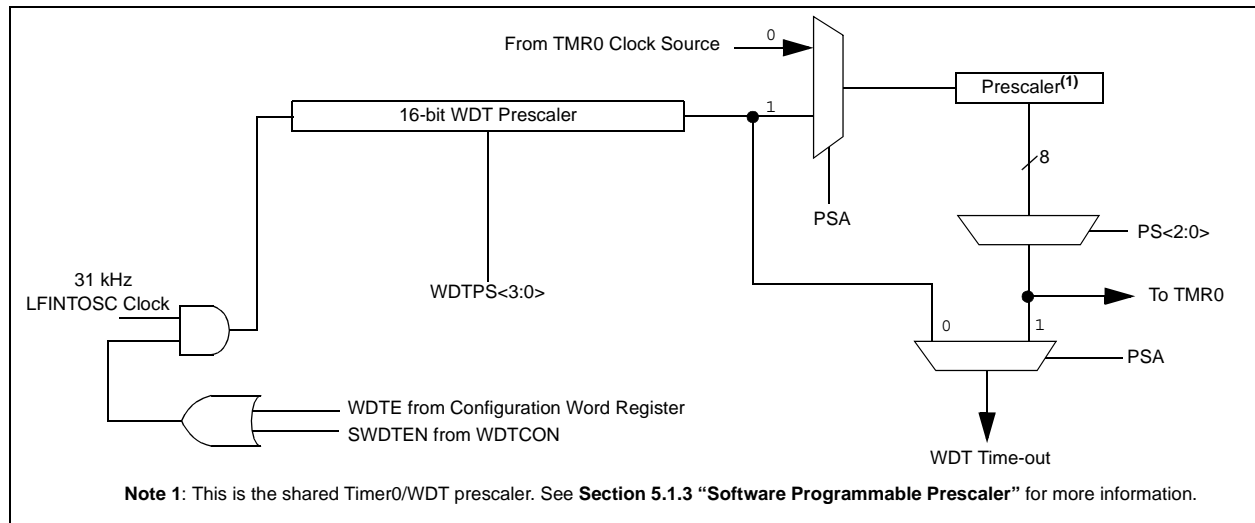 From TMR0 Clock Source
0
Prescaler(1)
16-bit WDT Prescaler
1
8
PSA
PS<2:0>
31 kHz
LFINTOSC Clock
WDTPS<3:0>
To TMR0
0
1
PSA
WDTE from Configuration Word Register
SWDTEN from WDTCON
WDT Time-out
Note 1: This is the shared Timer0/WDT prescaler. See Section 5.1.3 “Software Programmable Prescaler” for more information.